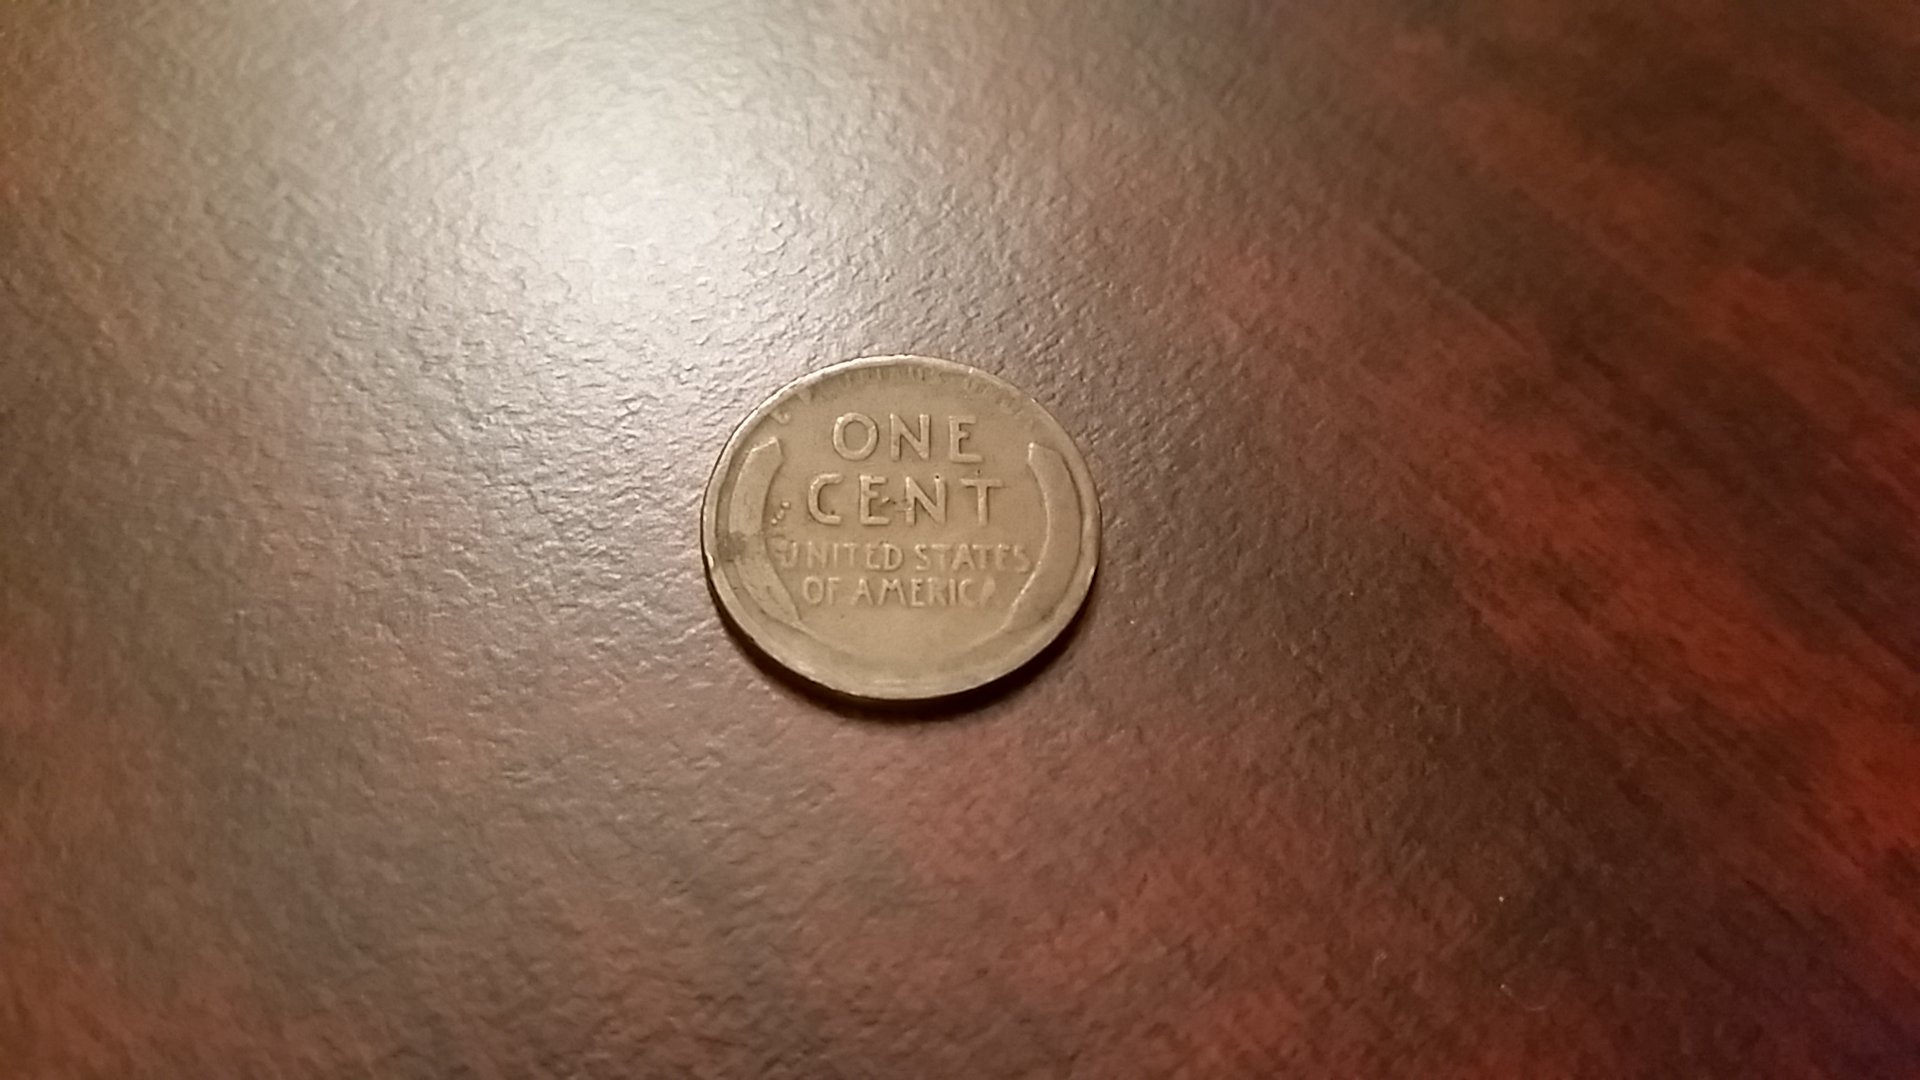 ONE
CENT
UNITED STATES
OF AMERICA